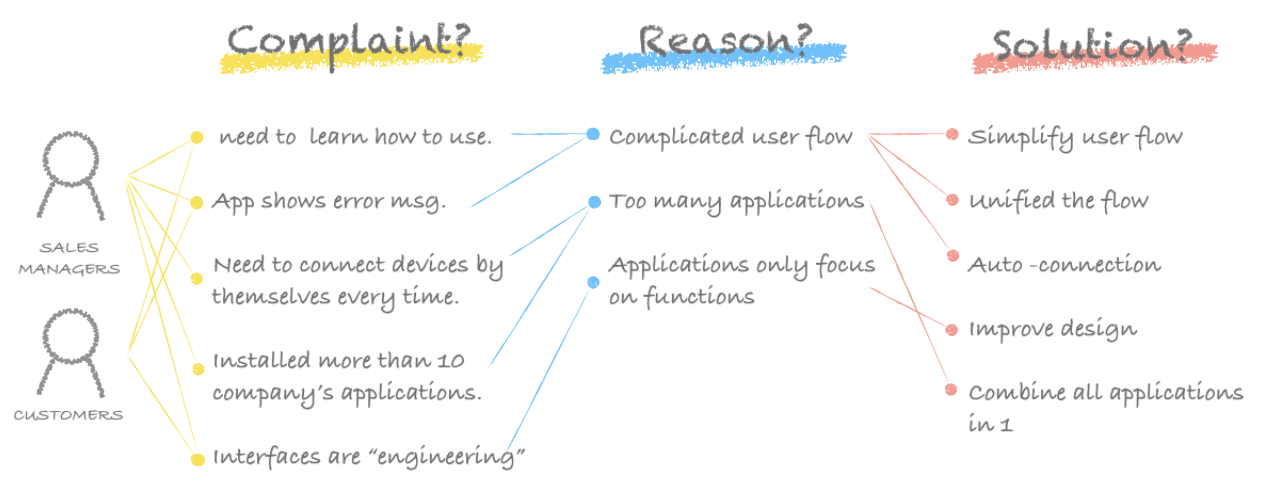 Complaint?
Reason?
Solution?
SALES
MANAGERS
CUSTOMERS
need to learn how to use.
App shows error msg.
Need to connect devices by
themselves every time.
Installed more than 10
company's applications.
Interfaces are "engineering"
Complicated user flow
Too many applications
Applications only focus
on functions
Simplify user flow
Unified the flow
Auto -connection
Improve design
Combine all applications
in 1